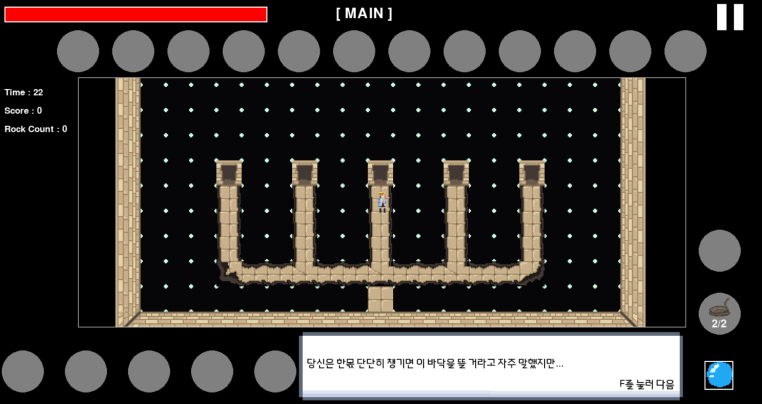 [ MAIN ]
Time : 22
Score : 0
Rock Count : 0
2/2
당신은 한몫 단단히 챙기면 이 바닥을 뜰 거라고 자주 말했지만...
F를 눌러 다음